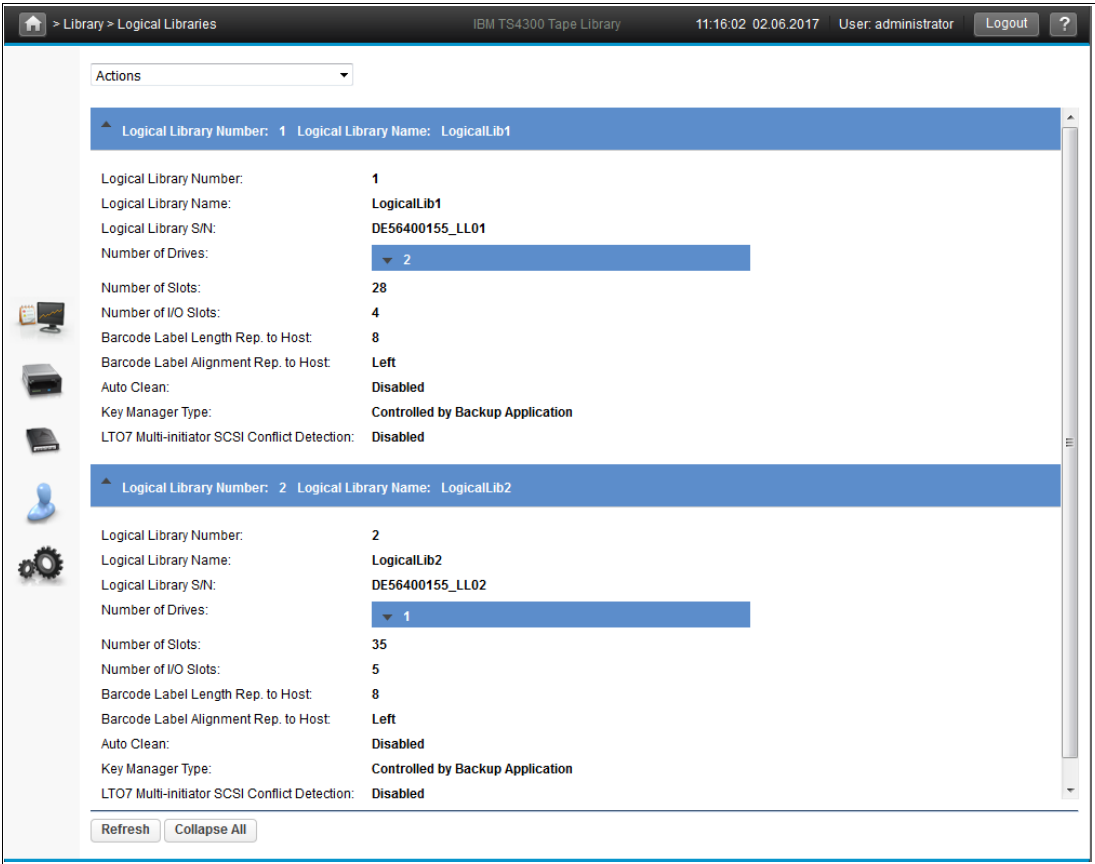 > Library > Logical Libraries IBM TS4300 Tape Library 11:16:02 02.06.2017 User: administrator Logout ?
Actions
Logical Library Number: 1 Logical Library Name: LogicalLib1
Logical Library Number: 1
Logical Library Name: LogicalLib1
Logical Library S/N: DE56400155_LL01
Number of Drives: 2
Number of Slots: 28
Number of I/O Slots: 4
Barcode Label Length Rep. to Host: 8
Barcode Label Alignment Rep. to Host: Left
Auto Clean: Disabled
Key Manager Type: Controlled by Backup Application
LTO7 Multi-initiator SCSI Conflict Detection: Disabled
Logical Library Number: 2 Logical Library Name: LogicalLib2
Logical Library Number: 2
Logical Library Name: LogicalLib2
Logical Library S/N: DE56400155_LL02
Number of Drives: 1
Number of Slots: 35
Number of I/O Slots: 5
Barcode Label Length Rep. to Host: 8
Barcode Label Alignment Rep. to Host: Left
Auto Clean: Disabled
Key Manager Type: Controlled by Backup Application
LTO7 Multi-initiator SCSI Conflict Detection: Disabled
Refresh Collapse All